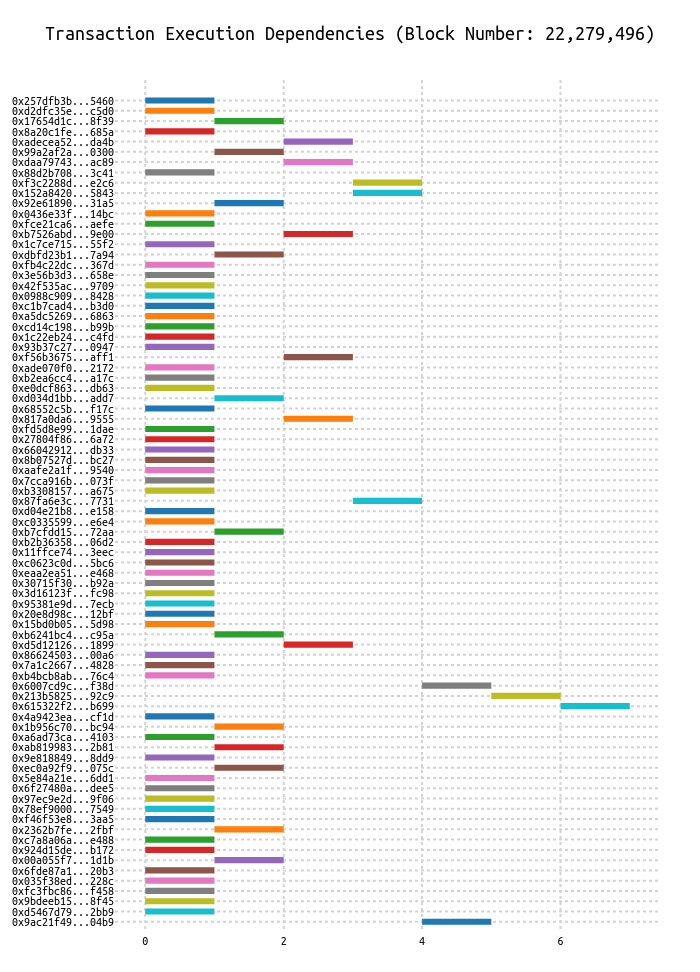 Transaction Execution Dependencies (Block Number: 22,279,496)
0x257dfb3b...5460
0xd2dfc35e...c5d0
0x17654d1c...8f39
0x8a20c1fe...685a
0xadecea52...da4b
0x99a2af2a...0300
0xdaa79743...ac89
0x88d2b708...3c41
0xf3c2288d...e2c6
0x152a8420...5843
0x92e61890...31a5
0x0436e33f...14bc
0xfce21ca6...aefe
0xb7526abd...9e00
0x1c7ce715...55f2
0xdbfd23b1...7a94
0xfb4c22dc...367d
0x3e56b3d3...658e
0x42f535ac...9709
0x0988c909...8428
0xc1b7cad4...b3d0
0xa5dc5269...6863
0xcd14c198...b99b
0x1c22eb24...c4fd
0x93b37c27...0947
0xf56b3675...aff1
0xade070f0...2172
0xb2ea6cc4...a17c
0xe0dcf863...db63
0xd034d1bb...add7
0x68552c5b...f17c
0x817a0da6...9555
0xfd5d8e99...1dae
0x27804f86...6a72
0x66042912...db33
0x8b07527d...bc27
0xaafe2a1f...9540
0x7cca916b...073f
0xb3308157...a675
0x87fa6e3c...7731
0xd04e21b8...e158
0xc0335599...e6e4
0xb7cfdd15...72aa
0xb2b36358...06d2
0x11ffce74...3eec
0xc0623c0d...5bc6
0xeaa2ea51...e468
0x30715f30...b92a
0x3d16123f...fc98
0x95381e9d...7ecb
0x20e8d98c...12bf
0x15bd0b05...5d98
0xb6241bc4...c95a
0xd5d12126...1899
0x86624503...00a6
0x7a1c2667...4828
0xb4bcb8ab...76c4
0x6007cd9c...f38d
0x213b5825...92c9
0x615322f2...b699
0x4a9423ea...cf1d
0x1b956c70...bc94
0xa6ad73ca...4103
0xab819983...2b81
0x9e818849...8dd9
0xec0a92f9...075c
0x5e84a21e...6dd1
0x6f27480a...dee5
0x97ec9e2d...9f06
0x78ef9000...7549
0xf46f53e8...3aa5
0x2362b7fe...2fbf
0xc7a8a06a...e488
0x924d15de...b172
0x00a055f7...1d1b
0x6fde87a1...20b3
0x035f38ed...228c
0xfc3fbc86...f458
0x9bdeeb15...8f45
0xd5467d79...2bb9
0x9ac21f49...04b9
0 2 4 6